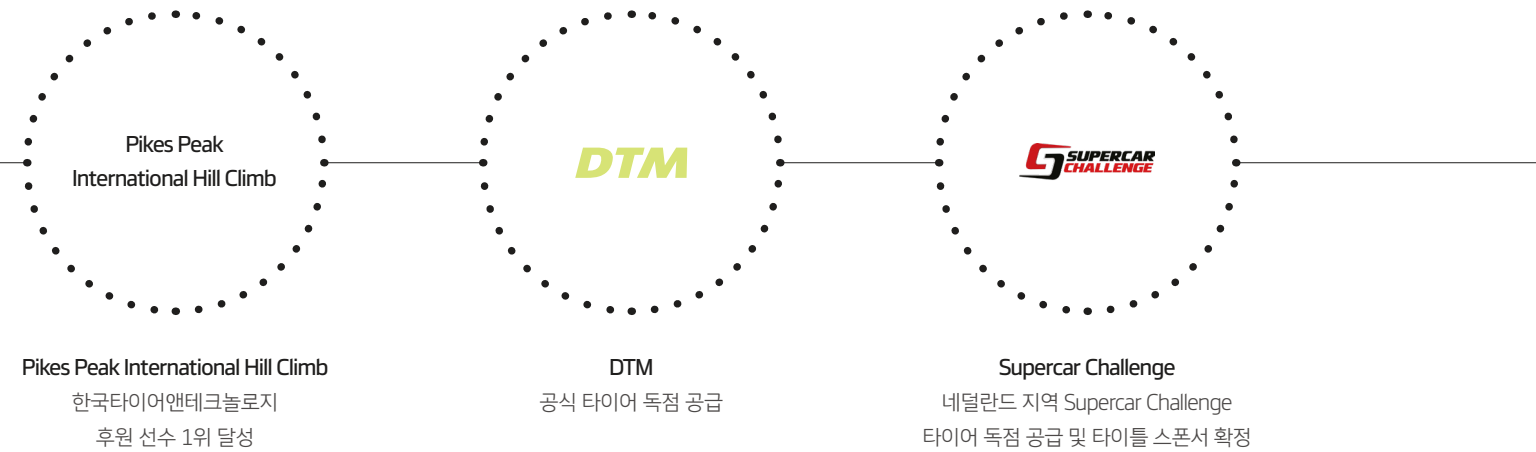 Pikes Peak
International Hill Climb
DTM
SUPERCAR
CHALLENGE
Pikes Peak International Hill Climb
한국타이어앤테크놀로지
후원 선수 1위 달성
DTM
공식 타이어 독점 공급
Supercar Challenge
네덜란드 지역 Supercar Challenge
타이어 독점 공급 및 타이틀 스폰서 확정